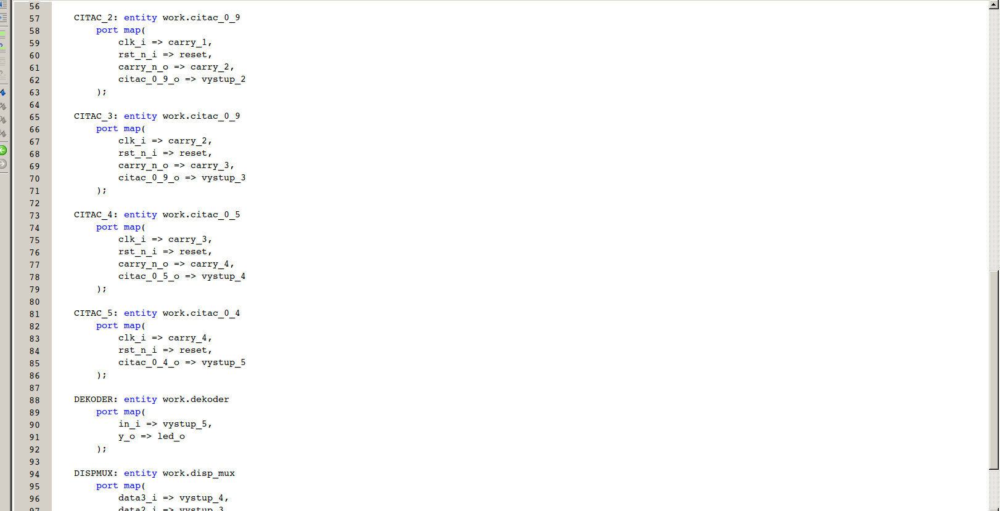 56
57 CITAC_2: entity work.citac_0_9
58 port map(
59 clk_i => carry_1,
60 rst_n_i => reset,
61 carry_n_o => carry_2,
62 citac_0_9_o => vystup_2
63 );
64
65 CITAC_3: entity work.citac_0_9
66 port map(
67 clk_i => carry_2,
68 rst_n_i => reset,
69 carry_n_o => carry_3,
70 citac_0_9_o => vystup_3
71 );
72
73 CITAC_4: entity work.citac_0_5
74 port map(
75 clk_i => carry_3,
76 rst_n_i => reset,
77 carry_n_o => carry_4,
78 citac_0_5_o => vystup_4
79 );
80
81 CITAC_5: entity work.citac_0_4
82 port map(
83 clk_i => carry_4,
84 rst_n_i => reset,
85 citac_0_4_o => vystup_5
86 );
87
88 DEKODER: entity work.dekoder
89 port map(
90 in_i => vystup_5,
91 y_o => led_o
92 );
93
94 DISPMUX: entity work.disp_mux
95 port map(
96 data3_i => vystup_4,
97 data2_i => vystup_3